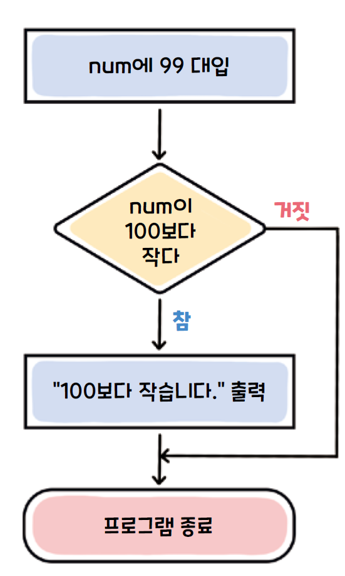 num에 99 대입
num이
100보다
작다
거짓
참
"100보다 작습니다." 출력
프로그램 종료